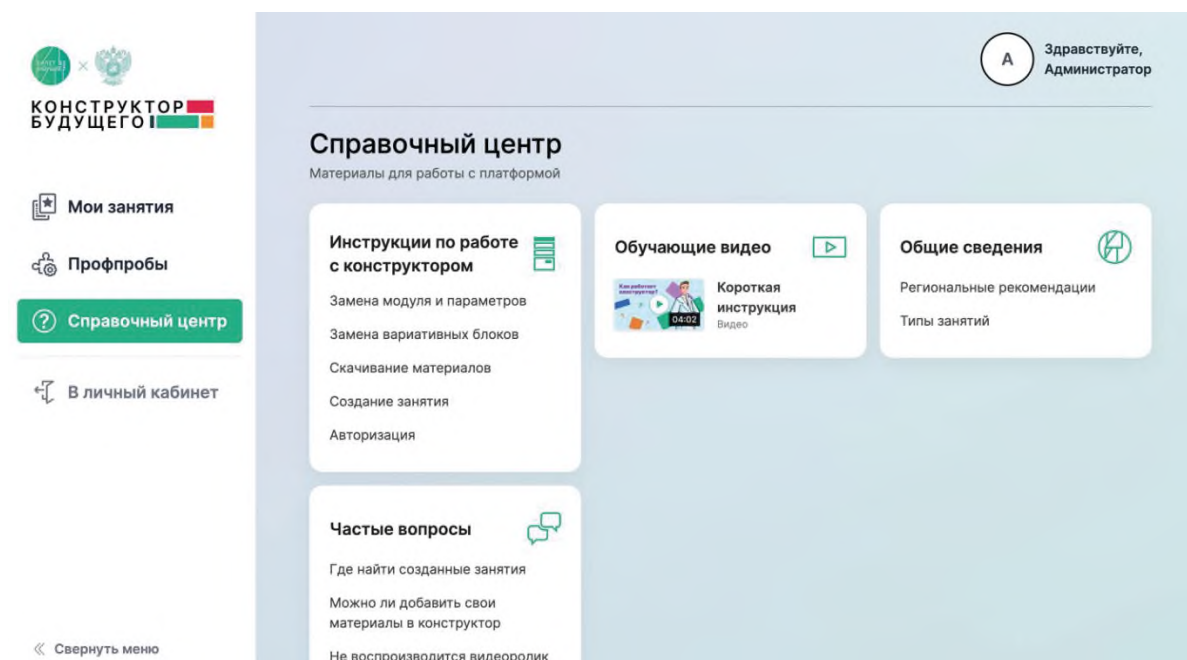 КОНСТРУКТОР
БУДУЩЕГО
Мои занятия
Профпробы
Справочный центр
В личный кабинет
Свернуть меню
А
Здравствуйте,
Администратор
Справочный центр
Материалы для работы с платформой
Инструкции по работе
с конструктором
Замена модуля и параметров
Замена вариативных блоков
Скачивание материалов
Создание занятия
Авторизация
Обучающие видео
Как работает
конструктор?
04:02
Короткая
инструкция
Видео
Общие сведения
Региональные рекомендации
Типы занятий
Частые вопросы
Где найти созданные занятия
Можно ли добавить свои
материалы в конструктор
Не воспроизводится видеоролик